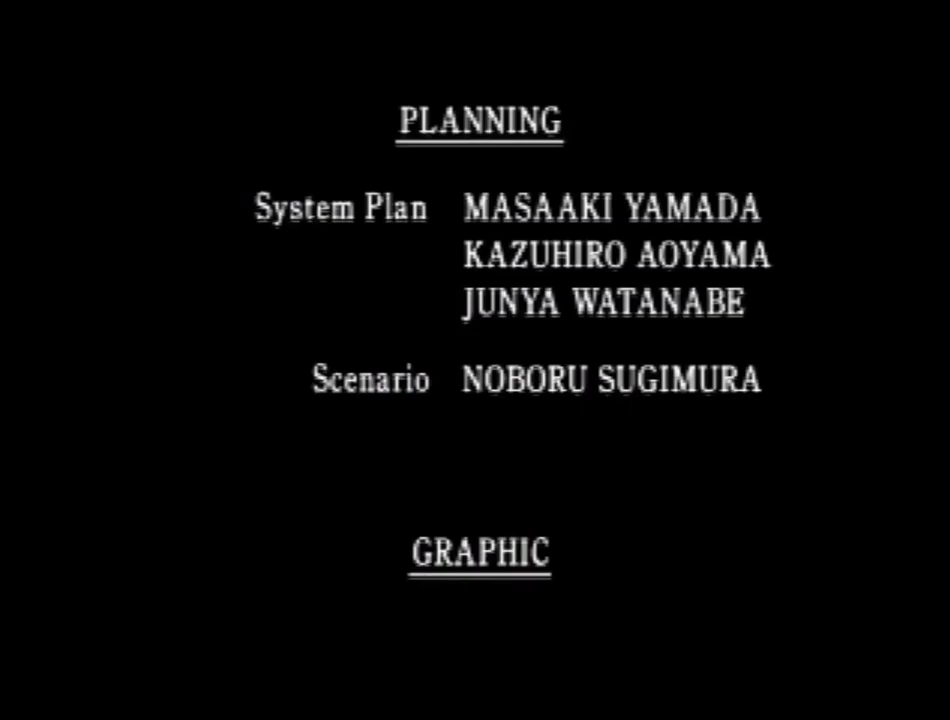 PLANNING
System Plan MASAAKI YAMADA
KAZUHIRO AOYAMA
JUNYA WATANABE
Scenario NOBORU SUGIMURA
GRAPHIC